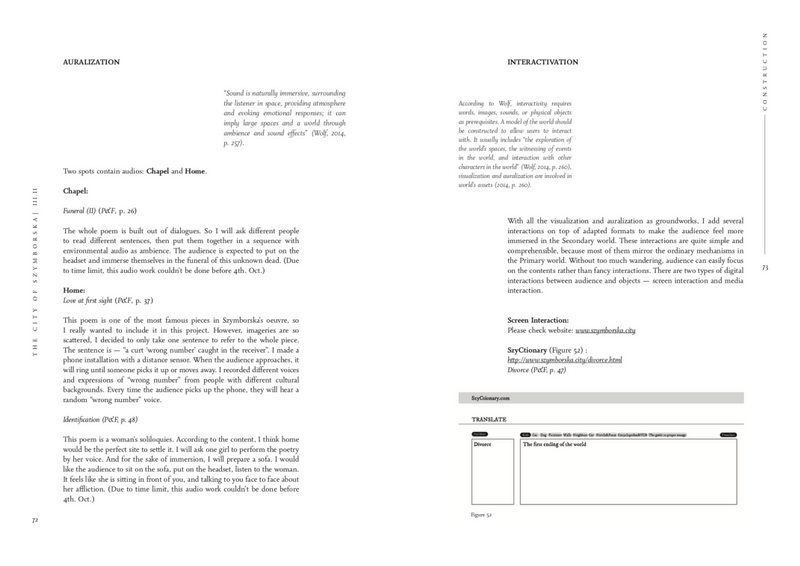 THE CITY OF SZYMBORSKA| III.II
AURALIZATION
"Sound is naturally immersive, surrounding
the listener in space, providing atmosphere
and evoking emotional responses; it can
imply large spaces and a world through
ambience and sound effects" (Wolf, 2014,
p. 257).
Two spots contain audios: Chapel and Home.
Chapel:
Funeral (II) (P&F, p. 26)
The whole poem is built out of dialogues. So I will ask different people
to read different sentences, then put them together in a sequence with
environmental audio as ambience. The audience is expected to put on the
headset and immerse themselves in the funeral of this unknown dead. (Due
to time limit, this audio work couldn't be done before 4th. Oct.)
Home:
Love at first sight (P&F, p. 37)
This poem is one of the most famous pieces in Szymborska's oeuvre, so
I really wanted to include it in this project. However, imageries are so
scattered, I decided to only take one sentence to refer to the whole piece.
The sentence is — "a curt 'wrong number' caught in the receiver". I made a
phone installation with a distance sensor. When the audience approaches, it
will ring until someone picks it up or moves away. I recorded different voices
and expressions of "wrong number" from people with different cultural
backgrounds. Every time the audience picks up the phone, they will hear a
random "wrong number" voice.
Identification (P&F, p. 48)
This poem is a woman's soliloquies. According to the content, I think home
would be the perfect site to settle it. I will ask one girl to perform the poetry
by her voice. And for the sake of immersion, I will prepare a sofa. I would
like the audience to sit on the sofa, put on the headset, listen to the woman.
It feels like she is sitting in front of you, and talking to you face to face about
her affliction. (Due to time limit, this audio work couldn't be done before
4th. Oct.)
72
INTERACTIVATION
According to Wolf, interactivity requires
words, images, sounds, or physical objects
as prerequisites. A model of the world should
be constructed to allow users to interact
with. It usually includes "the exploration of
the world's spaces, the witnessing of events
in the world, and interaction with other
characters in the world" (Wolf, 2014, p. 260).
visualization and auralization are involved in
world's assets (2014, p. 260).
With all the visualization and auralization as groundworks, I add several
interactions on top of adapted formats to make the audience feel more
immersed in the Secondary world. These interactions are quite simple and
comprehensible, because most of them mirror the ordinary mechanisms in
the Primary world. Without too much wandering, audience can easily focus
on the contents rather than fancy interactions. There are two types of digital
interactions between audience and objects — screen interaction and media
interaction.
Screen Interaction:
Please check website: www.szymborska.city
SzyCtionary (Figure 52) :
http://www.szymborska.city/divorce.html
Divorce (P&F, p. 47)
SzyCtionary.com
TRANSLATE
Divorce
The first ending of the world
Figure 52
CONSTRUCTION
73